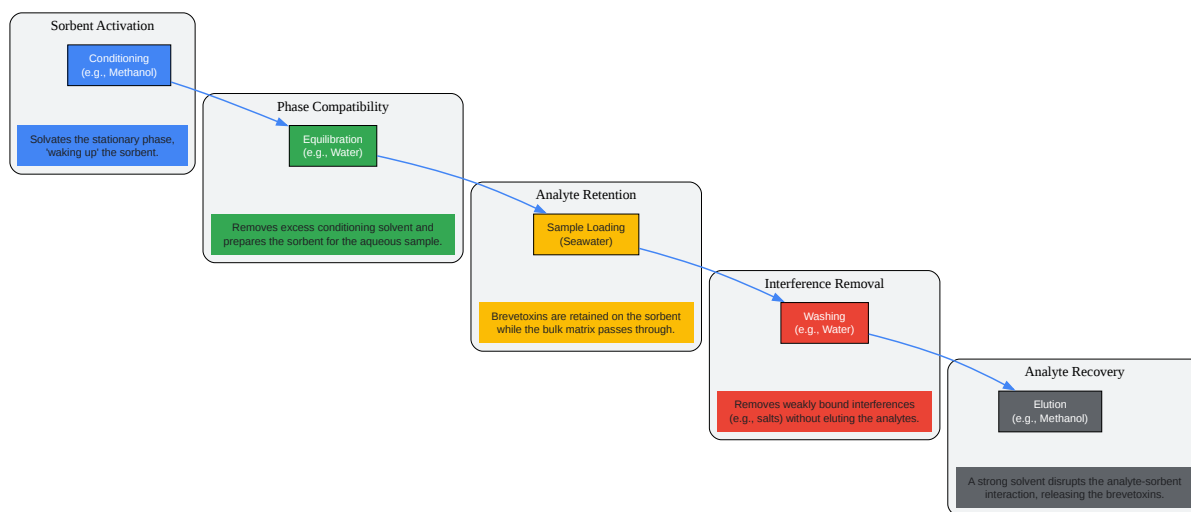 Sorbent Activation
Conditioning
(e.g., Methanol)
Solvates the stationary phase,
'waking up' the sorbent.
Phase Compatibility
Equilibration
(e.g., Water)
Removes excess conditioning solvent and
prepares the sorbent for the aqueous sample.
Analyte Retention
Sample Loading
(Seawater)
Brevetoxins are retained on the sorbent
while the bulk matrix passes through.
Interference Removal
Washing
(e.g., Water)
Removes weakly bound interferences
(e.g., salts) without eluting the analytes.
Analyte Recovery
Elution
(e.g., Methanol)
A strong solvent disrupts the analyte-sorbent
interaction, releasing the brevetoxins.